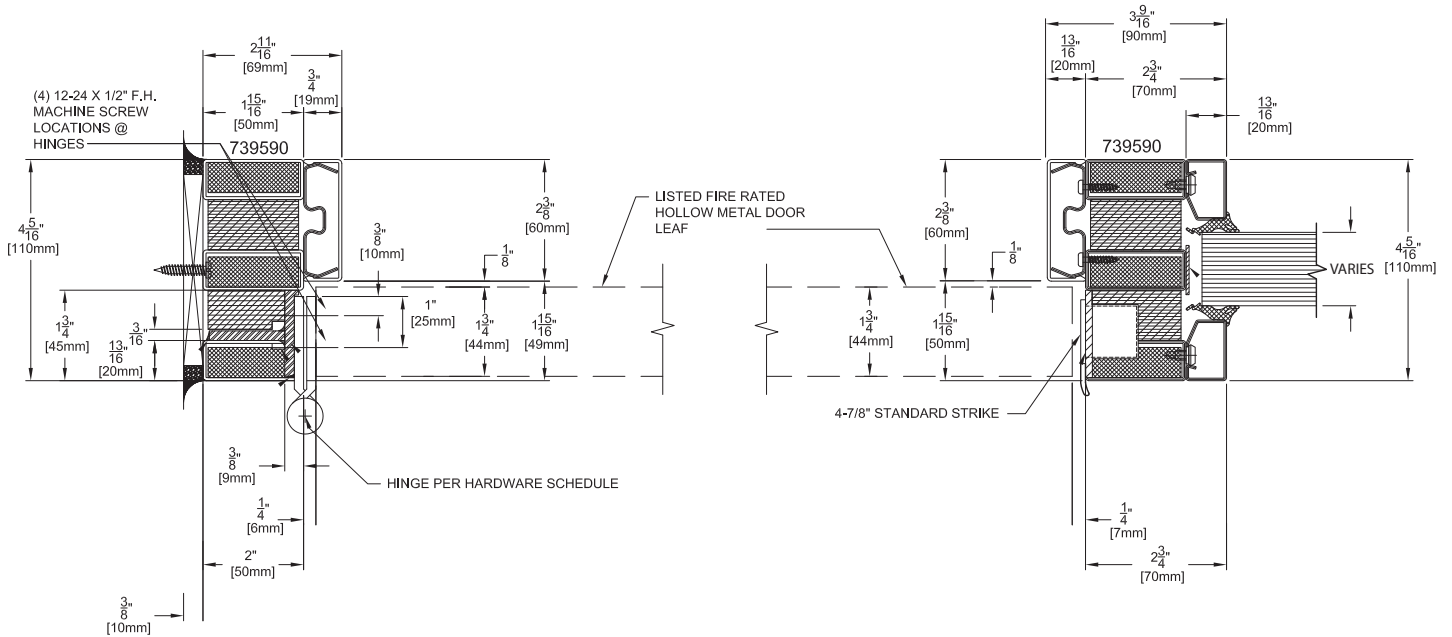 2 11/16"
[69mm]
3/4"
[19mm]
1 15/16"
[50mm]
(4) 12-24 X 1/2" F.H.
MACHINE SCREW
LOCATIONS @
HINGES
739590
4 5/16"
[110mm]
2 3/8"
[60mm]
3/8"
[10mm]
1/8"
1"
[25mm]
1 3/4"
[45mm]
3/16"
13/16"
[20mm]
1 3/4"
[44mm]
1 15/16"
[49mm]
3/8"
[9mm]
HINGE PER HARDWARE SCHEDULE
1/4"
[6mm]
2"
[50mm]
3/8"
[10mm]
LISTED FIRE RATED
HOLLOW METAL DOOR
LEAF
3 9/16"
[90mm]
13/16"
[20mm]
2 3/4"
[70mm]
13/16"
[20mm]
739590
2 3/8"
[60mm]
1/8"
VARIES
4 5/16"
[110mm]
1 3/4"
[44mm]
1 15/16"
[50mm]
4-7/8" STANDARD STRIKE
1/4"
[7mm]
2 3/4"
[70mm]